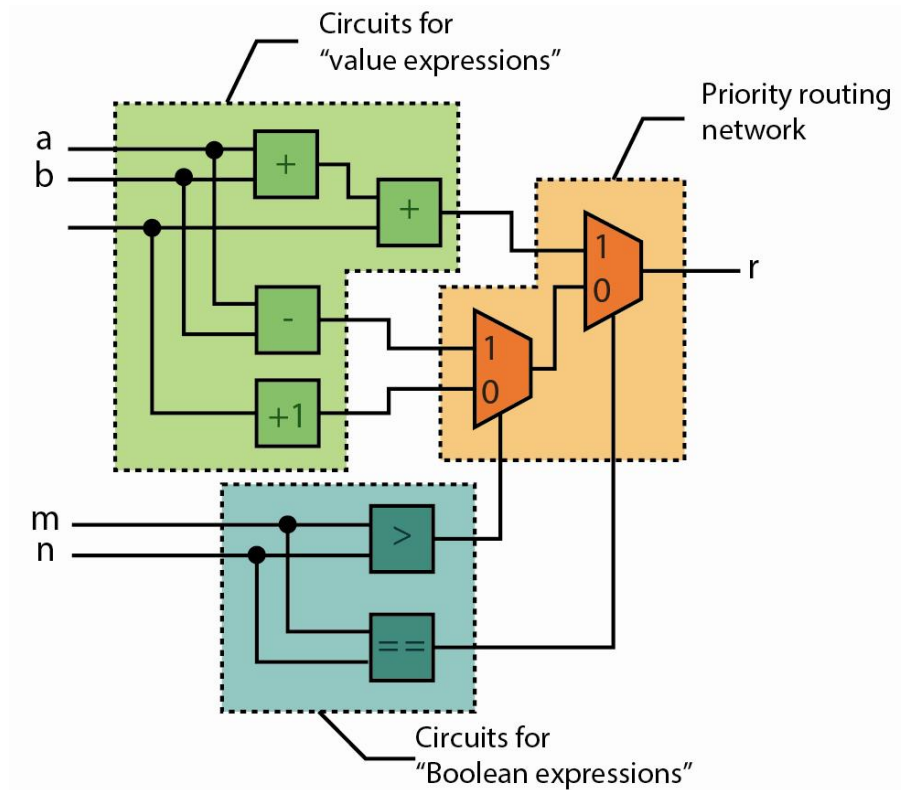 Circuits for
“value expressions”
Priority routing
network
a
b
+
+
1
0
r
-
1
0
+1
m
n
>
==
Circuits for
“Boolean expressions”